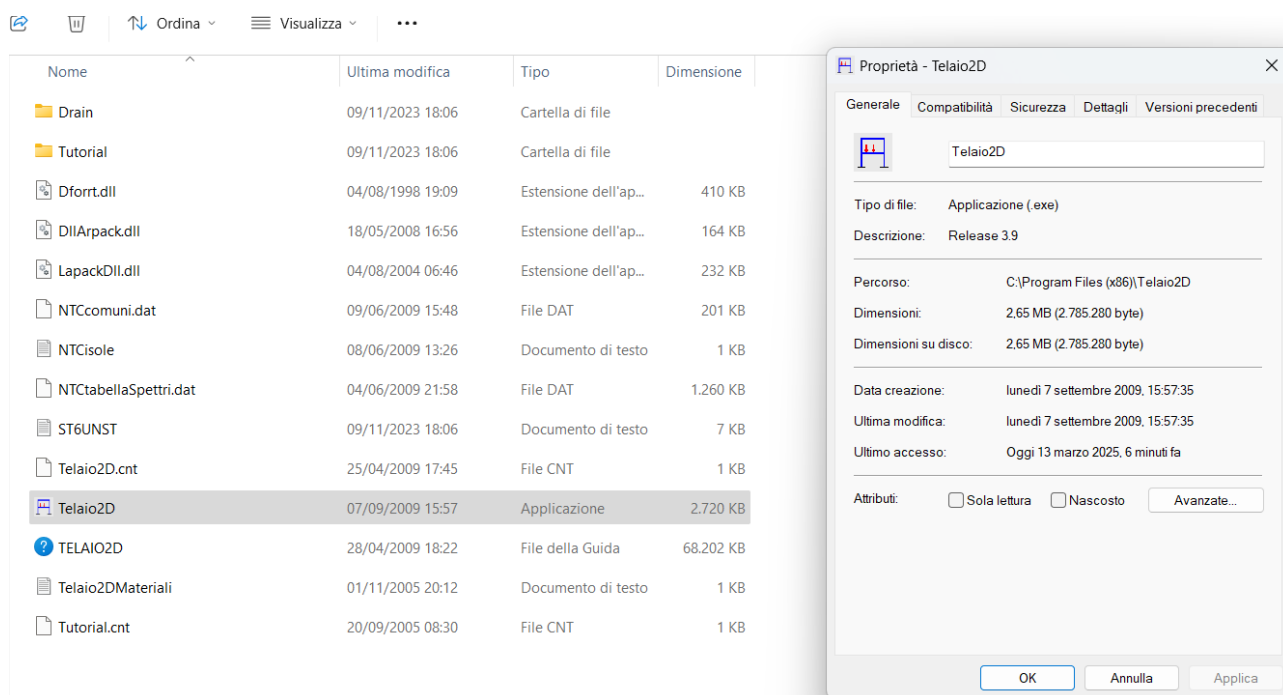 Ordina
Visualizza
Nome Ultima modifica Tipo Dimensione
Drain 09/11/2023 18:06 Cartella di file
Tutorial 09/11/2023 18:06 Cartella di file
Dforrt.dll 04/08/1998 19:09 Estensione dell'ap... 410 KB
DllArpack.dll 18/05/2008 16:56 Estensione dell'ap... 164 KB
LapackDll.dll 04/08/2004 06:46 Estensione dell'ap... 232 KB
NTCcomuni.dat 09/06/2009 15:48 File DAT 201 KB
NTCisole 08/06/2009 13:26 Documento di testo 1 KB
NTCtabellaSpettri.dat 04/06/2009 21:58 File DAT 1.260 KB
ST6UNST 09/11/2023 18:06 Documento di testo 7 KB
Telaio2D.cnt 25/04/2009 17:45 File CNT 1 KB
Telaio2D 07/09/2009 15:57 Applicazione 2.720 KB
TELAIO2D 28/04/2009 18:22 File della Guida 68.202 KB
Telaio2DMateriali 01/11/2005 20:12 Documento di testo 1 KB
Tutorial.cnt 20/09/2005 08:30 File CNT 1 KB
Proprietà - Telaio2D
Generale Compatibilità Sicurezza Dettagli Versioni precedenti
Telaio2D
Tipo di file: Applicazione (.exe)
Descrizione: Release 3.9
Percorso: C:\Program Files (x86)\Telaio2D
Dimensioni: 2,65 MB (2.785.280 byte)
Dimensioni su disco: 2,65 MB (2.785.280 byte)
Data creazione: lunedì 7 settembre 2009, 15:57:35
Ultima modifica: lunedì 7 settembre 2009, 15:57:35
Ultimo accesso: Oggi 13 marzo 2025, 6 minuti fa
Attributi: Sola lettura Nascosto Avanzate...
OK Annulla Applica